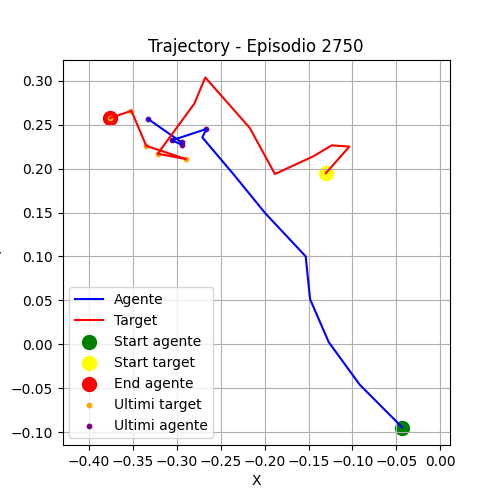 Trajectory - Episodio 2750
0.30
0.25
0.20
0.15
0.10
0.05
0.00
−0.05
−0.10
Agente
Target
Start agente
Start target
End agente
Ultimi target
Ultimi agente
−0.40 −0.35 −0.30 −0.25 −0.20 −0.15 −0.10 −0.05 0.00
X